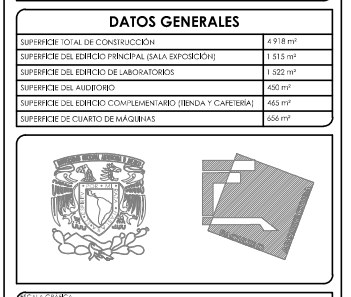 DATOS GENERALES
SUPERFICIE TOTAL DE CONSTRUCCIÓN 4 918 m²
SUPERFICIE DEL EDIFICIO PRINCIPAL (SALA EXPOSICIÓN) 1 515 m²
SUPERFICIE DEL EDIFICIO DE LABORATORIOS 1 522 m²
SUPERFICIE DEL AUDITORIO 450 m²
SUPERFICIE DEL EDIFICIO COMPLEMENTARIO (TIENDA Y CAFETERÍA) 465 m²
SUPERFICIE DE CUARTO DE MÁQUINAS 656 m²
ESCALA GRÁFICA